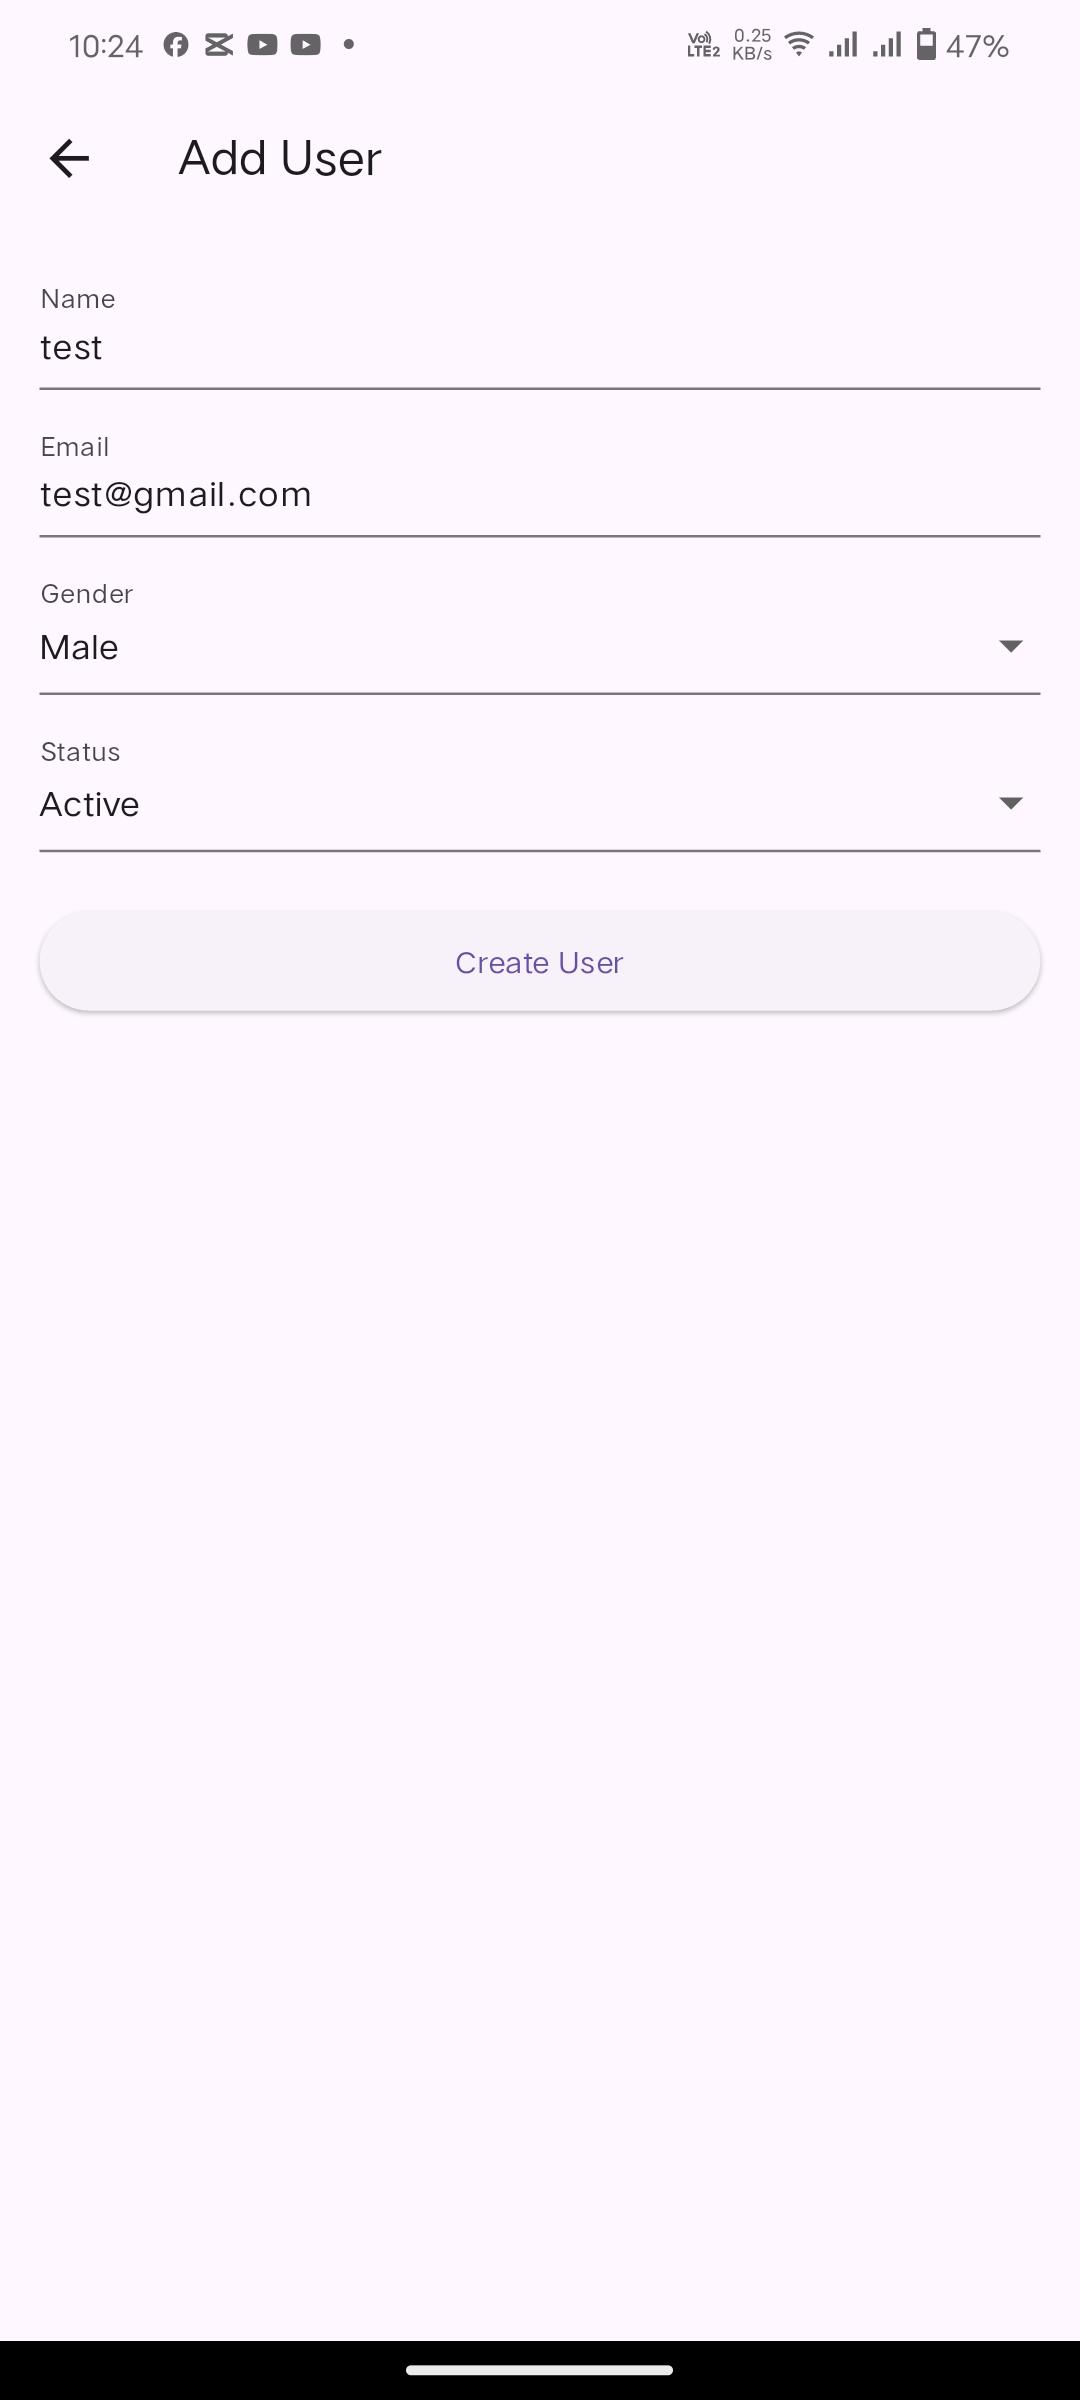 10:24 Vo) LTE2 0.25 KB/s 47%
Add User
Name
test
Email
test@gmail.com
Gender
Male
Status
Active
Create User